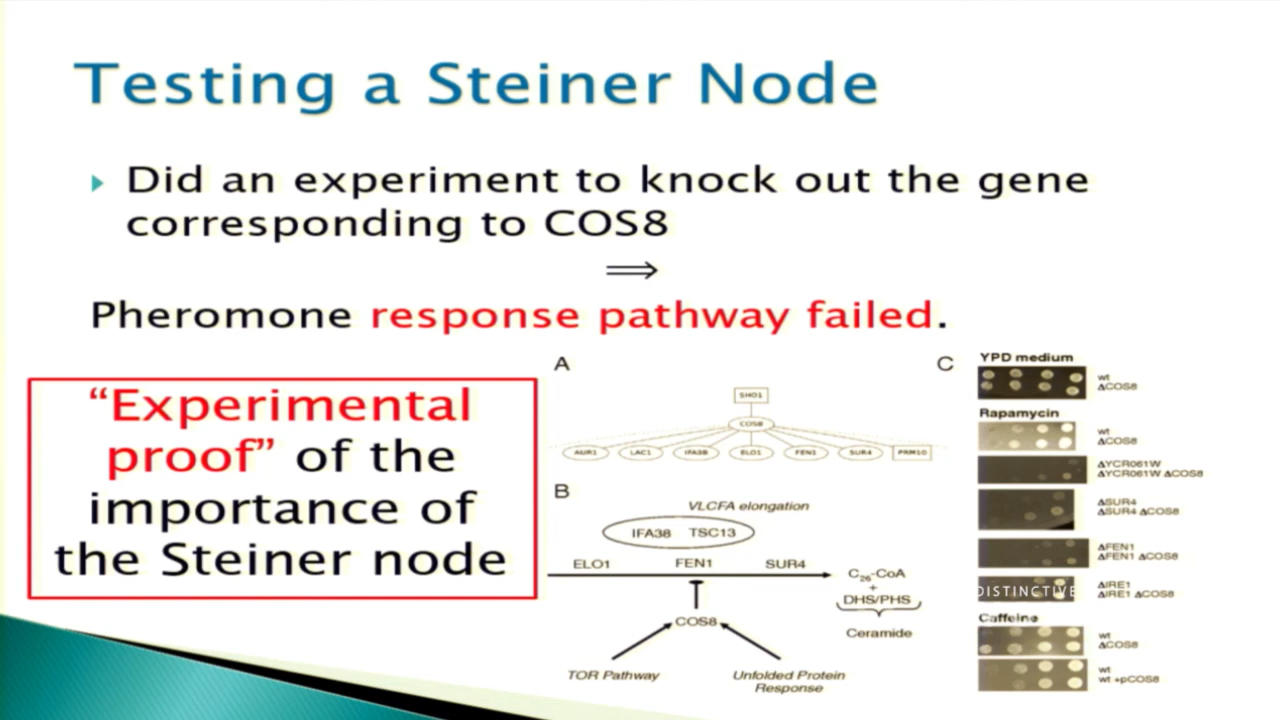 Testing a Steiner Node
Did an experiment to knock out the gene
corresponding to COS8
⟹
Pheromone response pathway failed.
“Experimental
proof” of the
importance of
the Steiner node
A
SHO1
COS8
AUR1 LAC1 IFA38 ELO1 FEN1 SUR4 PRM10
B
VLCFA elongation
IFA38 TSC13
ELO1 FEN1 SUR4
C26-CoA
+
DHS/PHS
Ceramide
COS8
TOR Pathway
Unfolded Protein
Response
C
YPD medium
wt
ΔCOS8
Rapamycin
wt
ΔCOS8
ΔYCR061W
ΔYCR061W ΔCOS8
ΔSUR4
ΔSUR4 ΔCOS8
ΔFEN1
ΔFEN1 ΔCOS8
ΔIRE1
ΔIRE1 ΔCOS8
DISTINCTIVE
Caffeine
wt
ΔCOS8
wt
wt +pCOS8